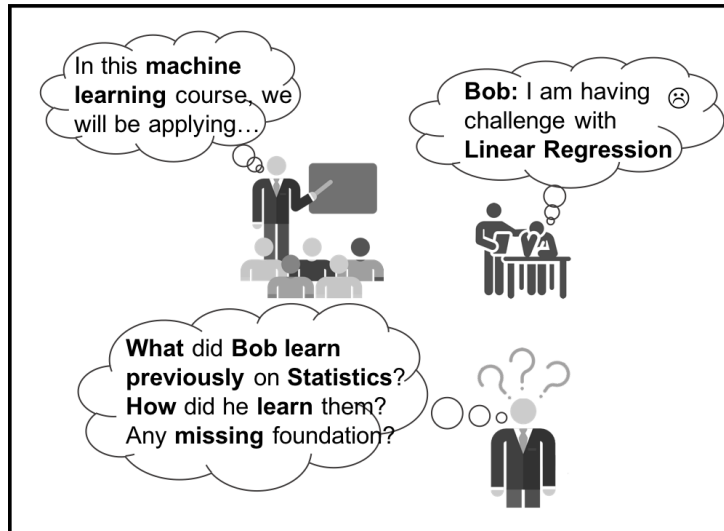 In this machine
learning course, we
will be applying…
Bob: I am having
challenge with
Linear Regression
What did Bob learn
previously on Statistics?
How did he learn them?
Any missing foundation?